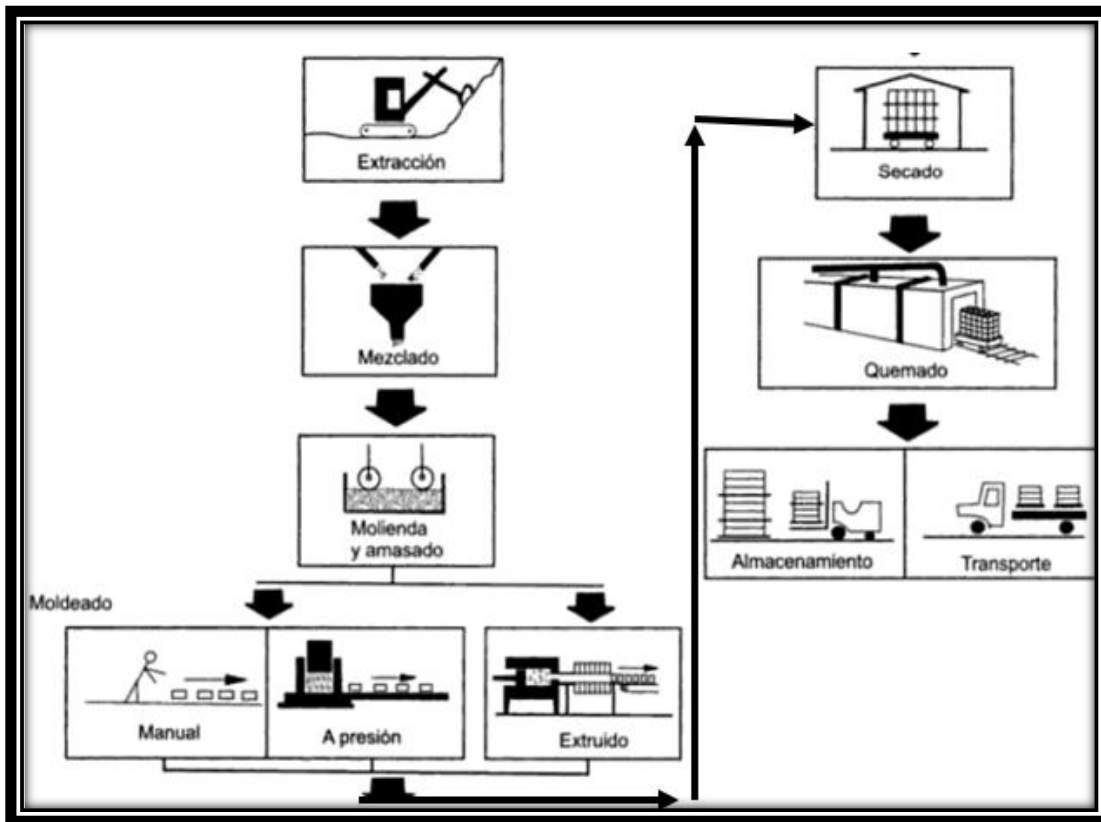 Extracción
Mezclado
Molienda
y amasado
Moldeado
Manual
A presión
Extruido
Secado
Quemado
Almacenamiento
Transporte